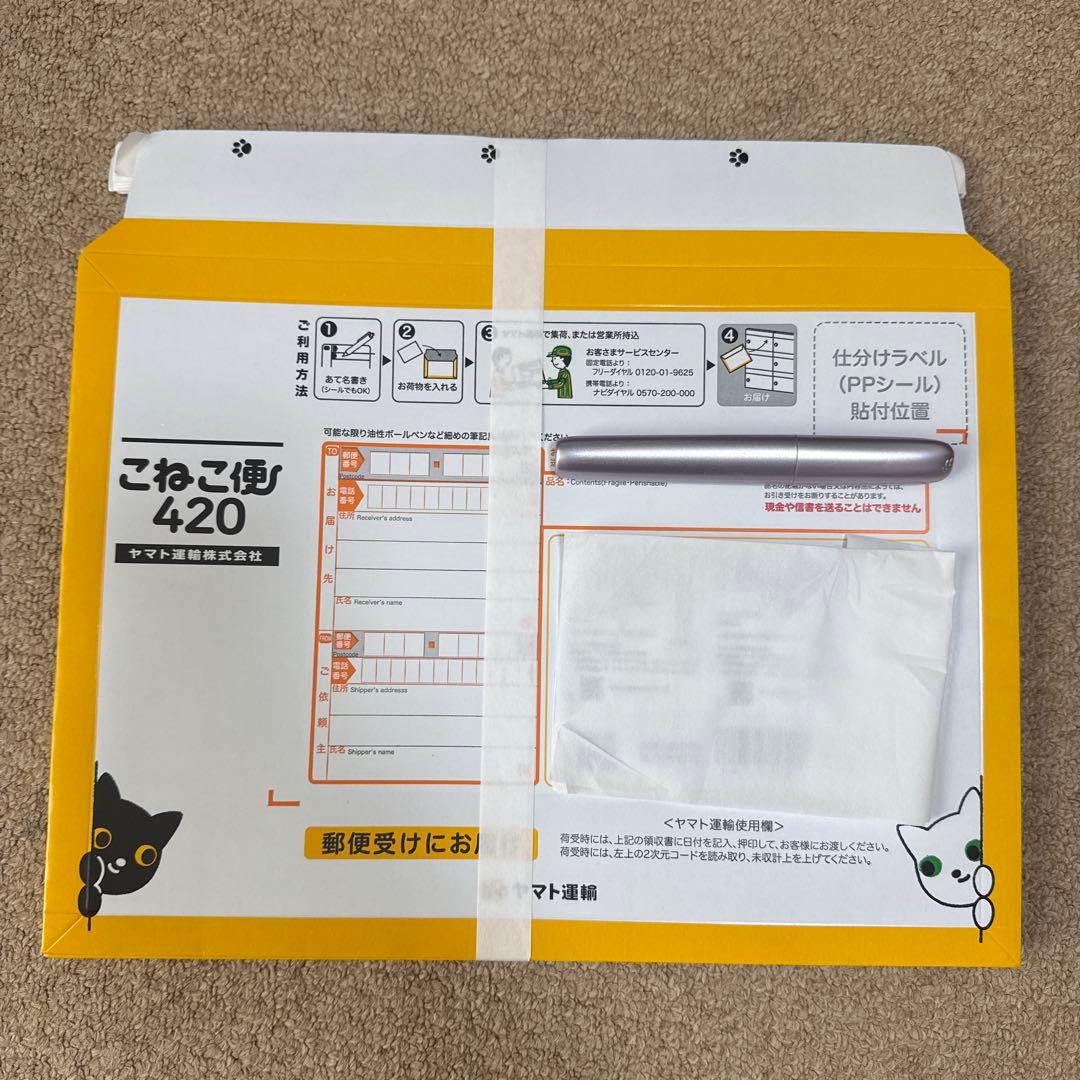 ご利用方法
1
あて名書き
(シールでもOK)
2
お荷物を入れる
3
で集荷、または営業所持込
お客さまサービスセンター
固定電話より：
フリーダイヤル 0120-01-9625
携帯電話より：
ナビダイヤル 0570-200-000
4
お届け
仕分けラベル
(PPシール)
貼付位置
こねこ便
420
ヤマト運輸株式会社
可能な限り油性ボールペンなど細めの筆記
ださい
TO
郵便番号
Postcode
電話番号
お届け先
住所 Receiver's address
氏名 Receiver's name
FROM
郵便番号
Postcode
電話番号
ご依頼主
住所 Shipper's addresss
氏名 Shipper's name
品名：Contents(Fragile･Perishable)
お引き受けをお断りすることがあります。
現金や信書を送ることはできません
郵便受けにお
<ヤマト運輸使用欄>
荷受時には、上記の領収書に日付を記入、押印して、お客様にお渡しください。
荷受時には、左上の2次元コードを読み取り、未収計上を上げてください。
ヤマト運輸